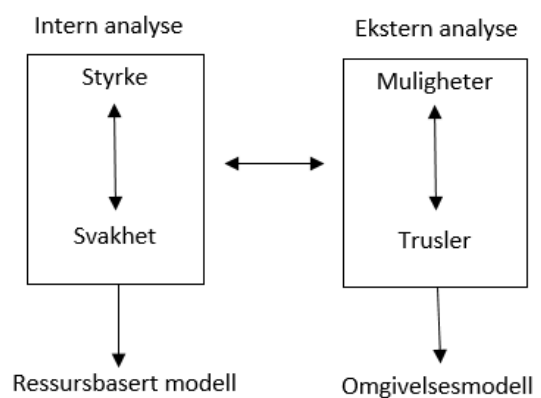 Intern analyse
Ekstern analyse
Styrke
Svakhet
Muligheter
Trusler
Ressursbasert modell
Omgivelsesmodell